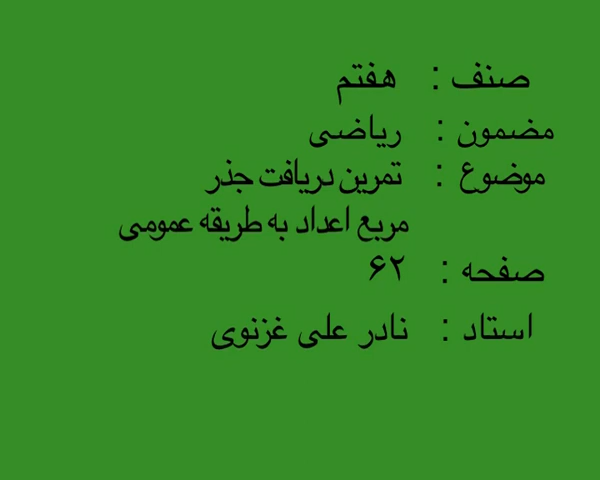 صنف : هفتم
مضمون : ریاضی
موضوع : تمرین دریافت جذر
مربع اعداد به طریقه عمومی
صفحه : ۶۲
استاد : نادر علی غزنوی